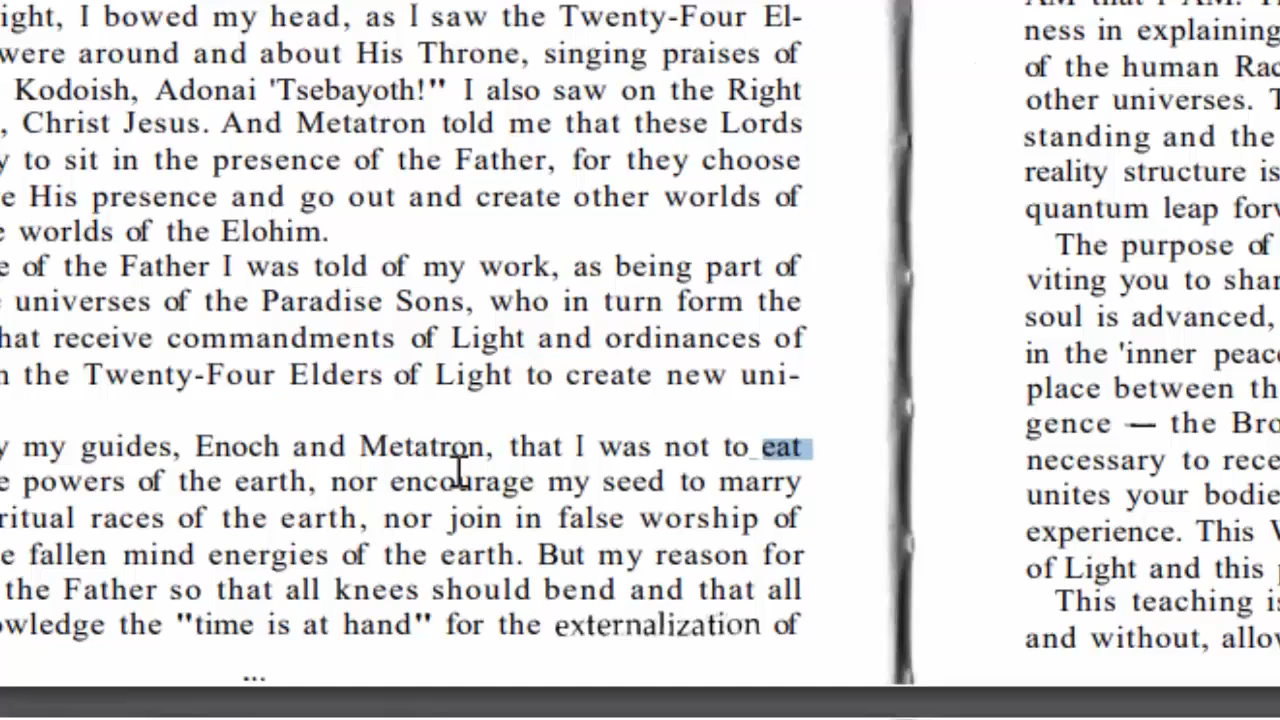 ight, I bowed my head, as I saw the Twenty-Four El-
were around and about His Throne, singing praises of
Kodoish, Adonai 'Tsebayoth!" I also saw on the Right
, Christ Jesus. And Metatron told me that these Lords
y to sit in the presence of the Father, for they choose
e His presence and go out and create other worlds of
e worlds of the Elohim.
e of the Father I was told of my work, as being part of
e universes of the Paradise Sons, who in turn form the
hat receive commandments of Light and ordinances of
n the Twenty-Four Elders of Light to create new uni-
y my guides, Enoch and Metatron, that I was not to eat
e powers of the earth, nor encourage my seed to marry
ritual races of the earth, nor join in false worship of
e fallen mind energies of the earth. But my reason for
the Father so that all knees should bend and that all
owledge the "time is at hand" for the externalization of
...
AM that I AM. T
ness in explaining
of the human Rac
other universes. T
standing and the
reality structure is
quantum leap forv
The purpose of
viting you to shar
soul is advanced,
in the 'inner peac
place between th
gence — the Bro
necessary to rece
unites your bodie
experience. This V
of Light and this p
This teaching is
and without, allov